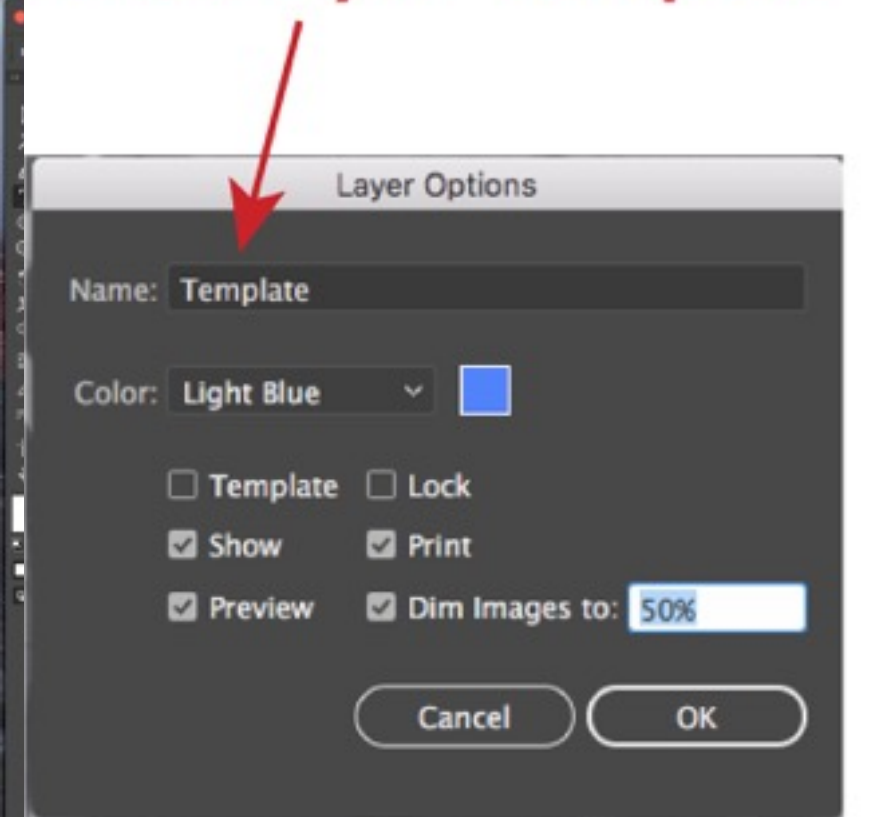 Layer Options
Name: Template
Color: Light Blue
Template Lock
Show Print
Preview Dim Images to: 50%
Cancel OK